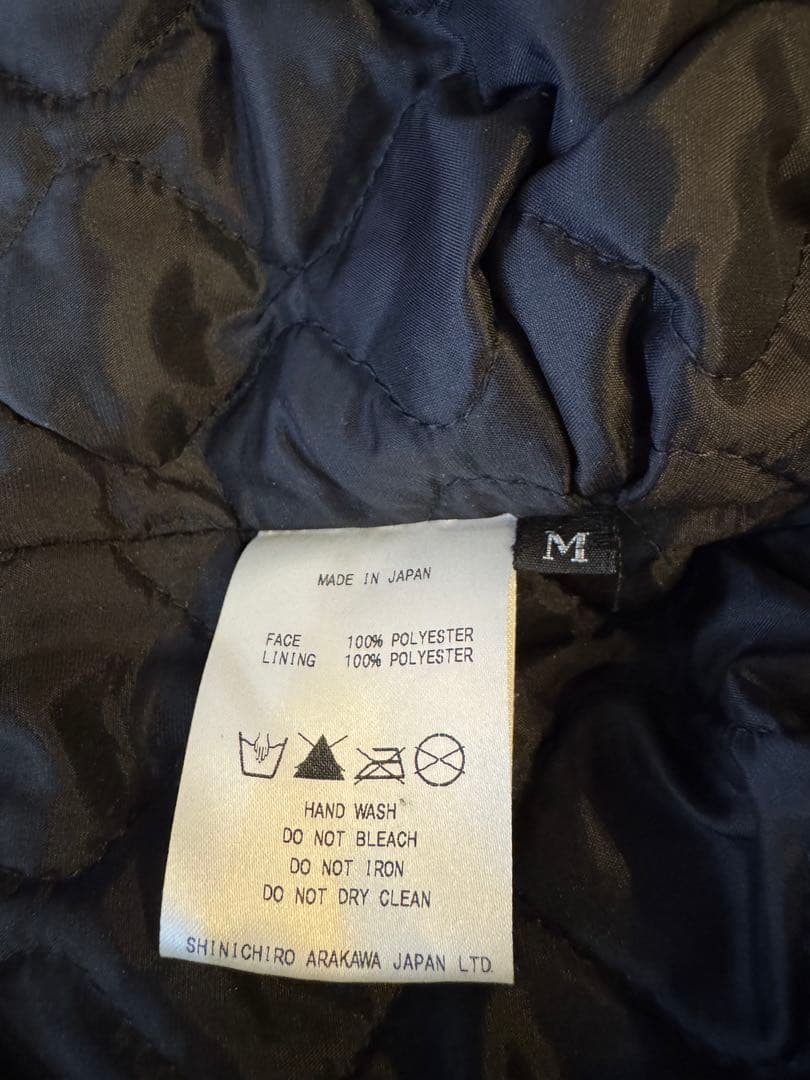 M
MADE IN JAPAN
FACE 100% POLYESTER
LINING 100% POLYESTER
HAND WASH
DO NOT BLEACH
DO NOT IRON
DO NOT DRY CLEAN
SHINICHIRO ARAKAWA JAPAN LTD.